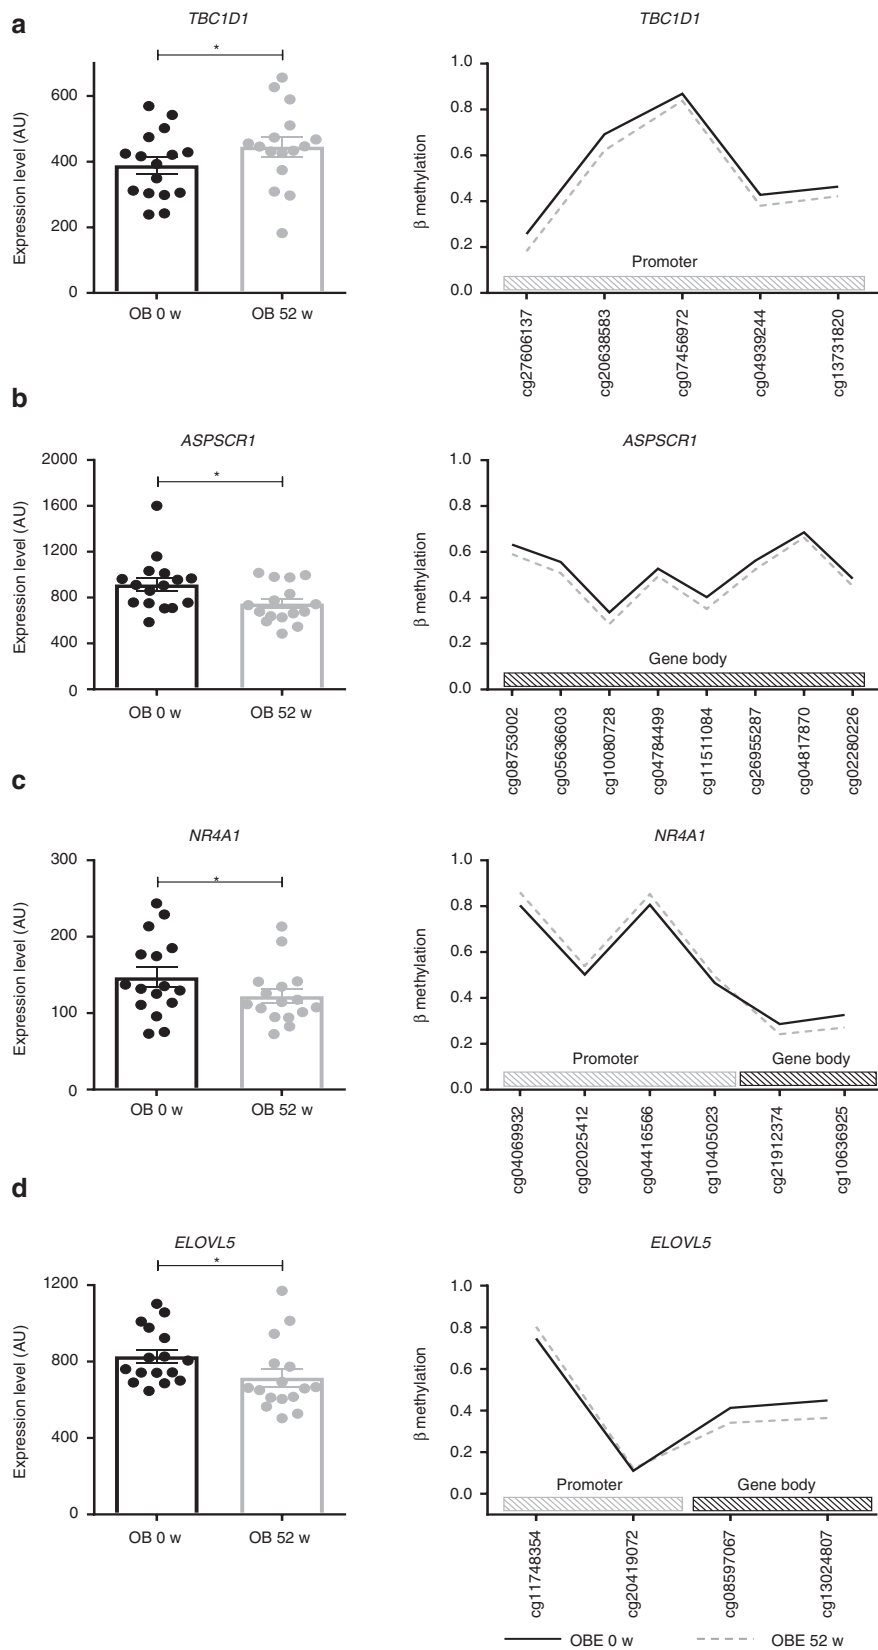 a
TBC1D1
*
Expression level (AU)
600
400
200
0
OB 0 w
OB 52 w
TBC1D1
β methylation
1.0
0.8
0.6
0.4
0.2
0.0
Promoter
cg27606137
cg20638583
cg07456972
cg04939244
cg13731820
b
ASPSCR1
*
Expression level (AU)
2000
1600
1200
800
400
0
OB 0 w
OB 52 w
ASPSCR1
β methylation
1.0
0.8
0.6
0.4
0.2
0.0
Gene body
cg08753002
cg05636603
cg10080728
cg04784499
cg11511084
cg26955287
cg04817870
cg02280226
c
NR4A1
*
Expression level (AU)
300
200
100
0
OB 0 w
OB 52 w
NR4A1
β methylation
1.0
0.8
0.6
0.4
0.2
0.0
Promoter
Gene body
cg04069932
cg02025412
cg04416566
cg10405023
cg21912374
cg10636925
d
ELOVL5
*
Expression level (AU)
1200
800
400
0
OB 0 w
OB 52 w
ELOVL5
β methylation
1.0
0.8
0.6
0.4
0.2
0.0
Promoter
Gene body
cg11748354
cg20419072
cg08597067
cg13024807
OBE 0 w
OBE 52 w